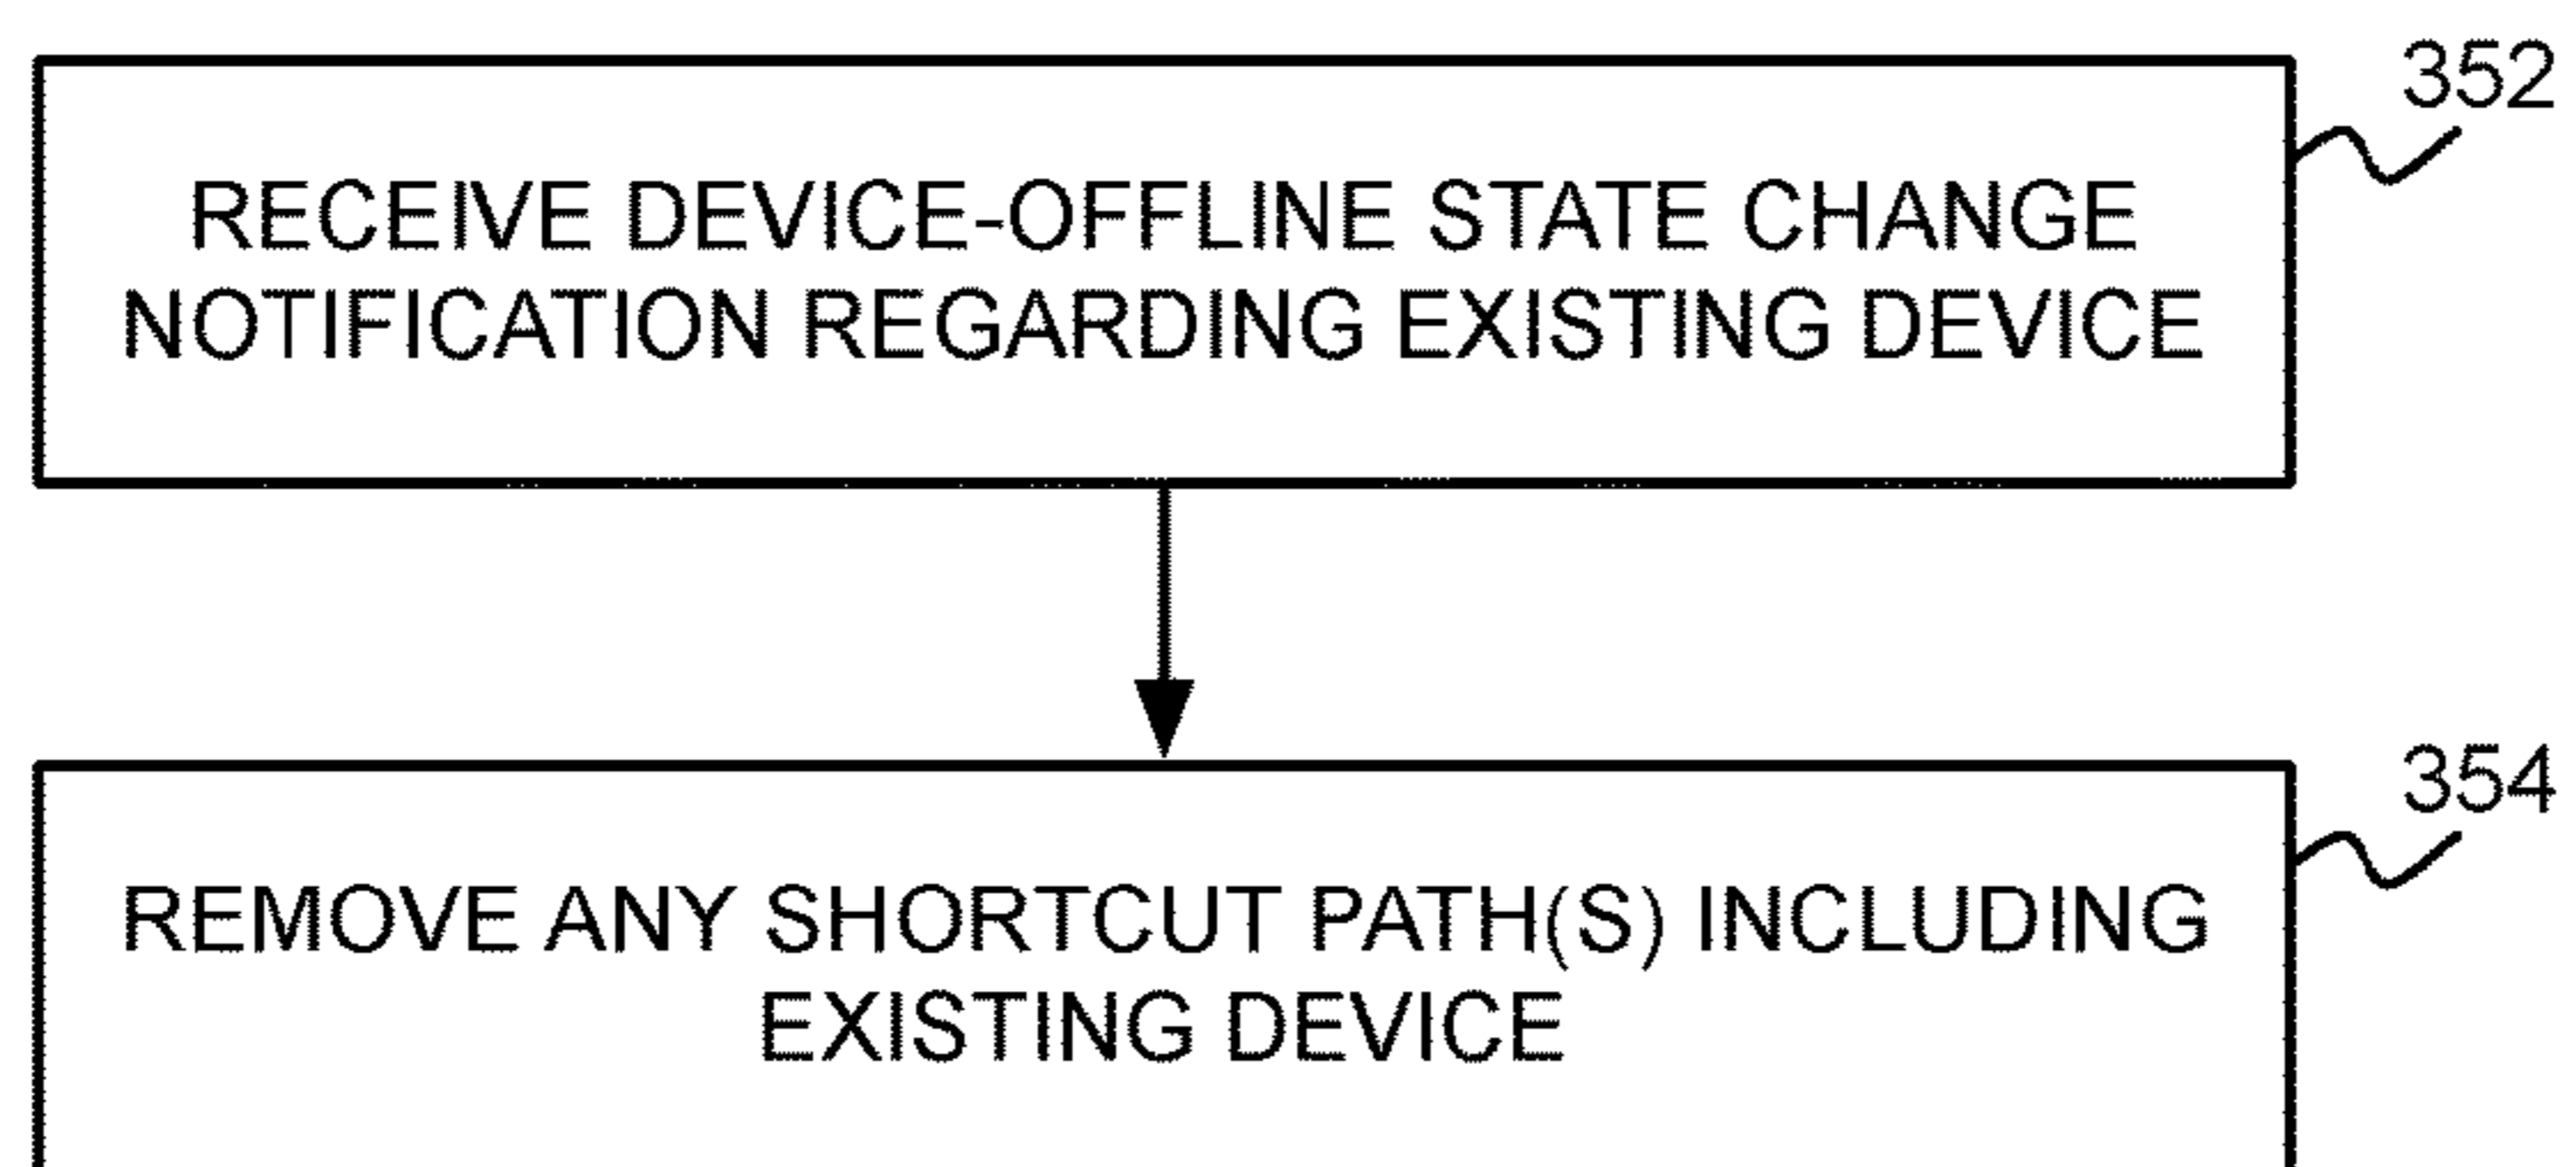 352
RECEIVE DEVICE-OFFLINE STATE CHANGE
NOTIFICATION REGARDING EXISTING DEVICE
354
REMOVE ANY SHORTCUT PATH(S) INCLUDING
EXISTING DEVICE